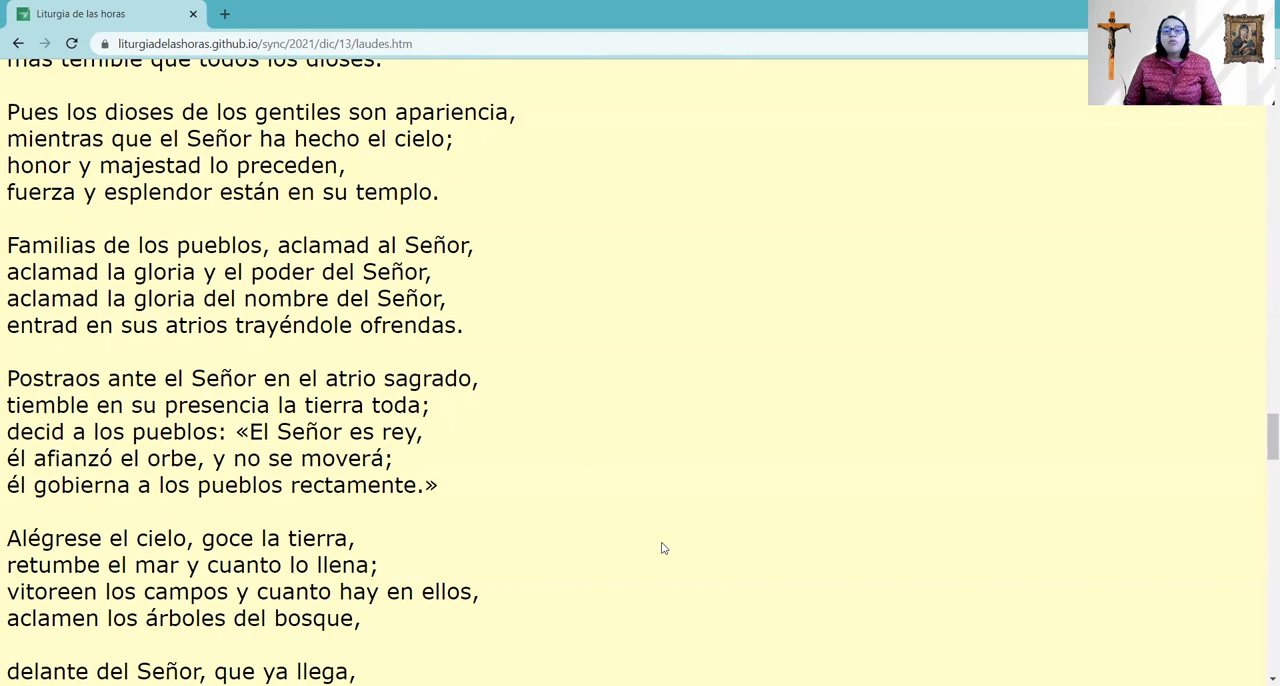 Liturgia de las horas
liturgiadelashoras.github.io/sync/2021/dic/13/laudes.htm
más temible que todos los dioses.
Pues los dioses de los gentiles son apariencia,
mientras que el Señor ha hecho el cielo;
honor y majestad lo preceden,
fuerza y esplendor están en su templo.
Familias de los pueblos, aclamad al Señor,
aclamad la gloria y el poder del Señor,
aclamad la gloria del nombre del Señor,
entrad en sus atrios trayéndole ofrendas.
Postraos ante el Señor en el atrio sagrado,
tiemble en su presencia la tierra toda;
decid a los pueblos: «El Señor es rey,
él afianzó el orbe, y no se moverá;
él gobierna a los pueblos rectamente.»
Alégrese el cielo, goce la tierra,
retumbe el mar y cuanto lo llena;
vitoreen los campos y cuanto hay en ellos,
aclamen los árboles del bosque,
delante del Señor, que ya llega,